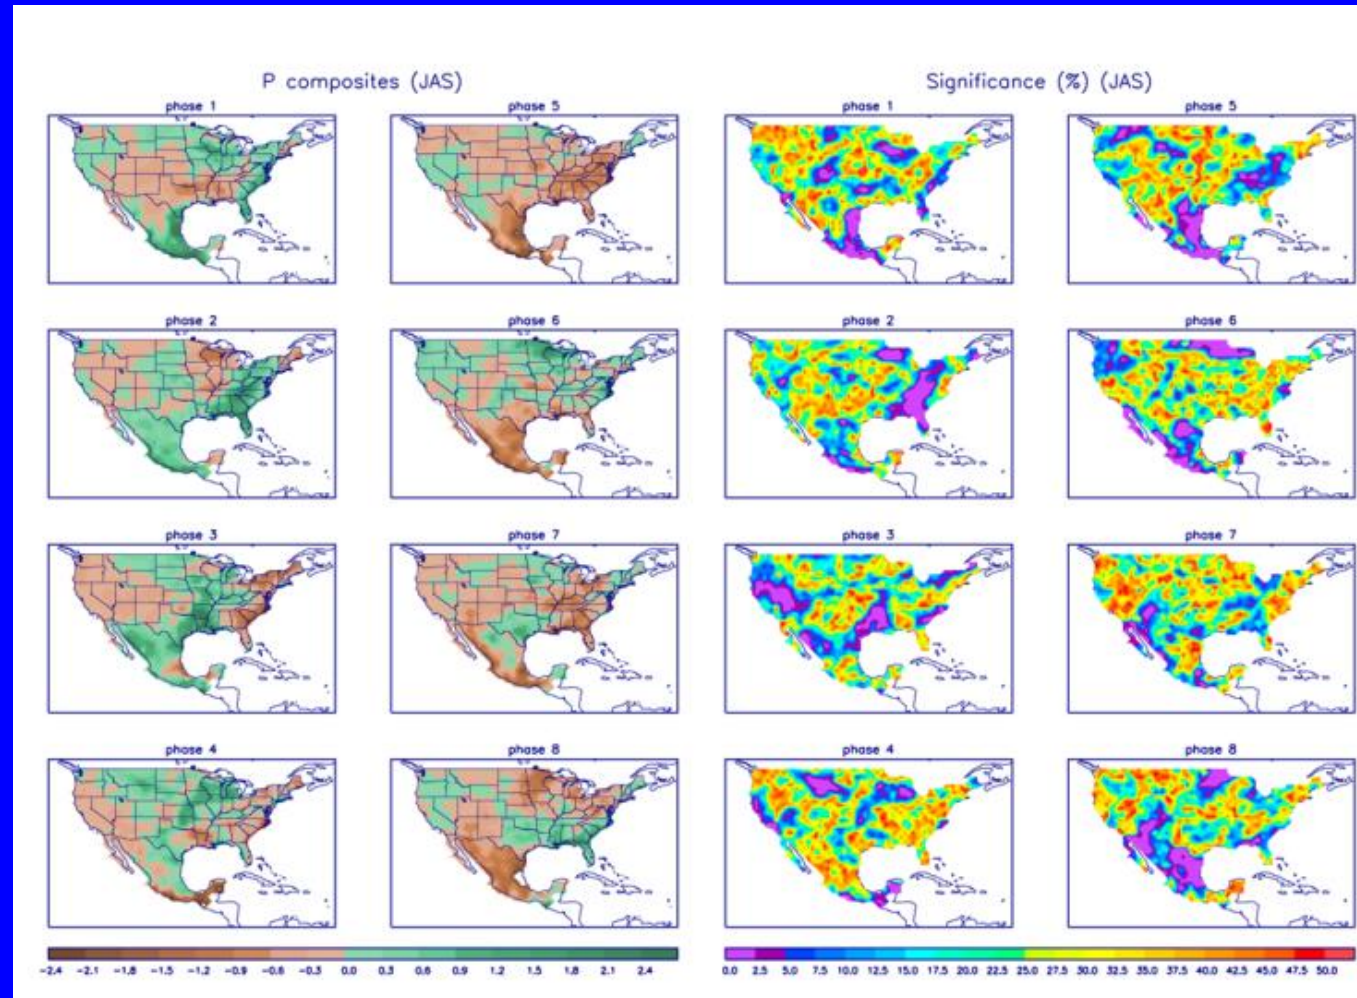 P composites (JAS) Significance (%) (JAS)
phase 1 phase 5 phase 1 phase 5
phase 2 phase 6 phase 2 phase 6
phase 3 phase 7 phase 3 phase 7
phase 4 phase 8 phase 4 phase 8
-2.4 -2.1 -1.8 -1.5 -1.2 -0.9 -0.6 -0.3 0.0 0.3 0.6 0.9 1.2 1.5 1.8 2.1 2.4 0.0 2.5 5.0 7.5 10.0 12.5 15.0 17.5 20.0 22.5 25.0 27.5 30.0 32.5 35.0 37.5 40.0 42.5 45.0 47.5 50.0